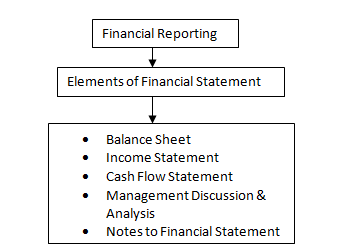 Financial Reporting
Elements of Financial Statement
• Balance Sheet
• Income Statement
• Cash Flow Statement
• Management Discussion &
Analysis
• Notes to Financial Statement